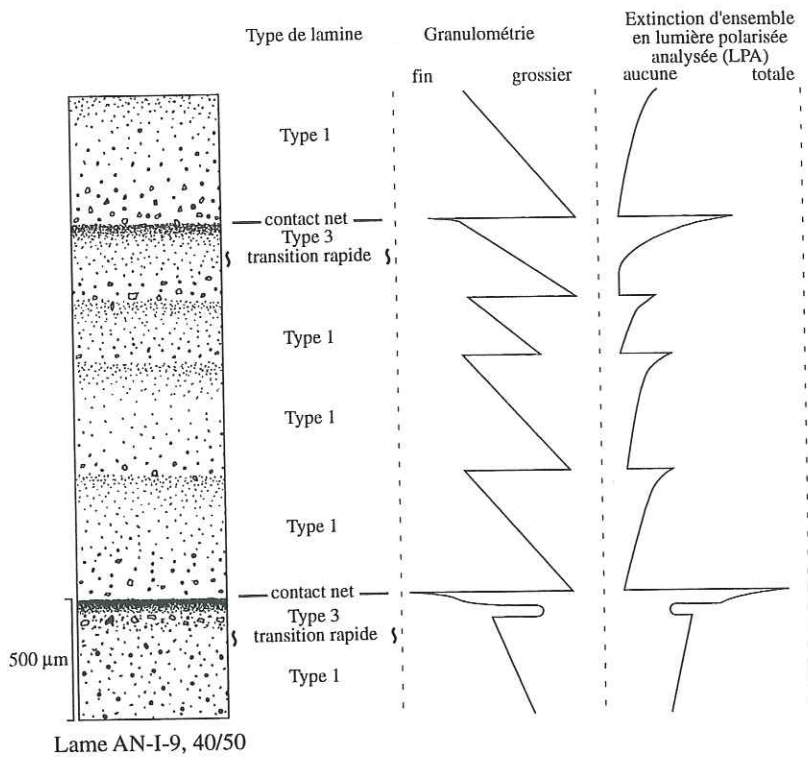 Type de lamine
Granulométrie
Extinction d'ensemble
en lumière polarisée
analysée (LPA)
fin
grossier
aucune
totale
Type 1
contact net
Type 3
transition rapide
Type 1
Type 1
Type 1
contact net
Type 3
transition rapide
Type 1
500 µm
Lame AN-I-9, 40/50